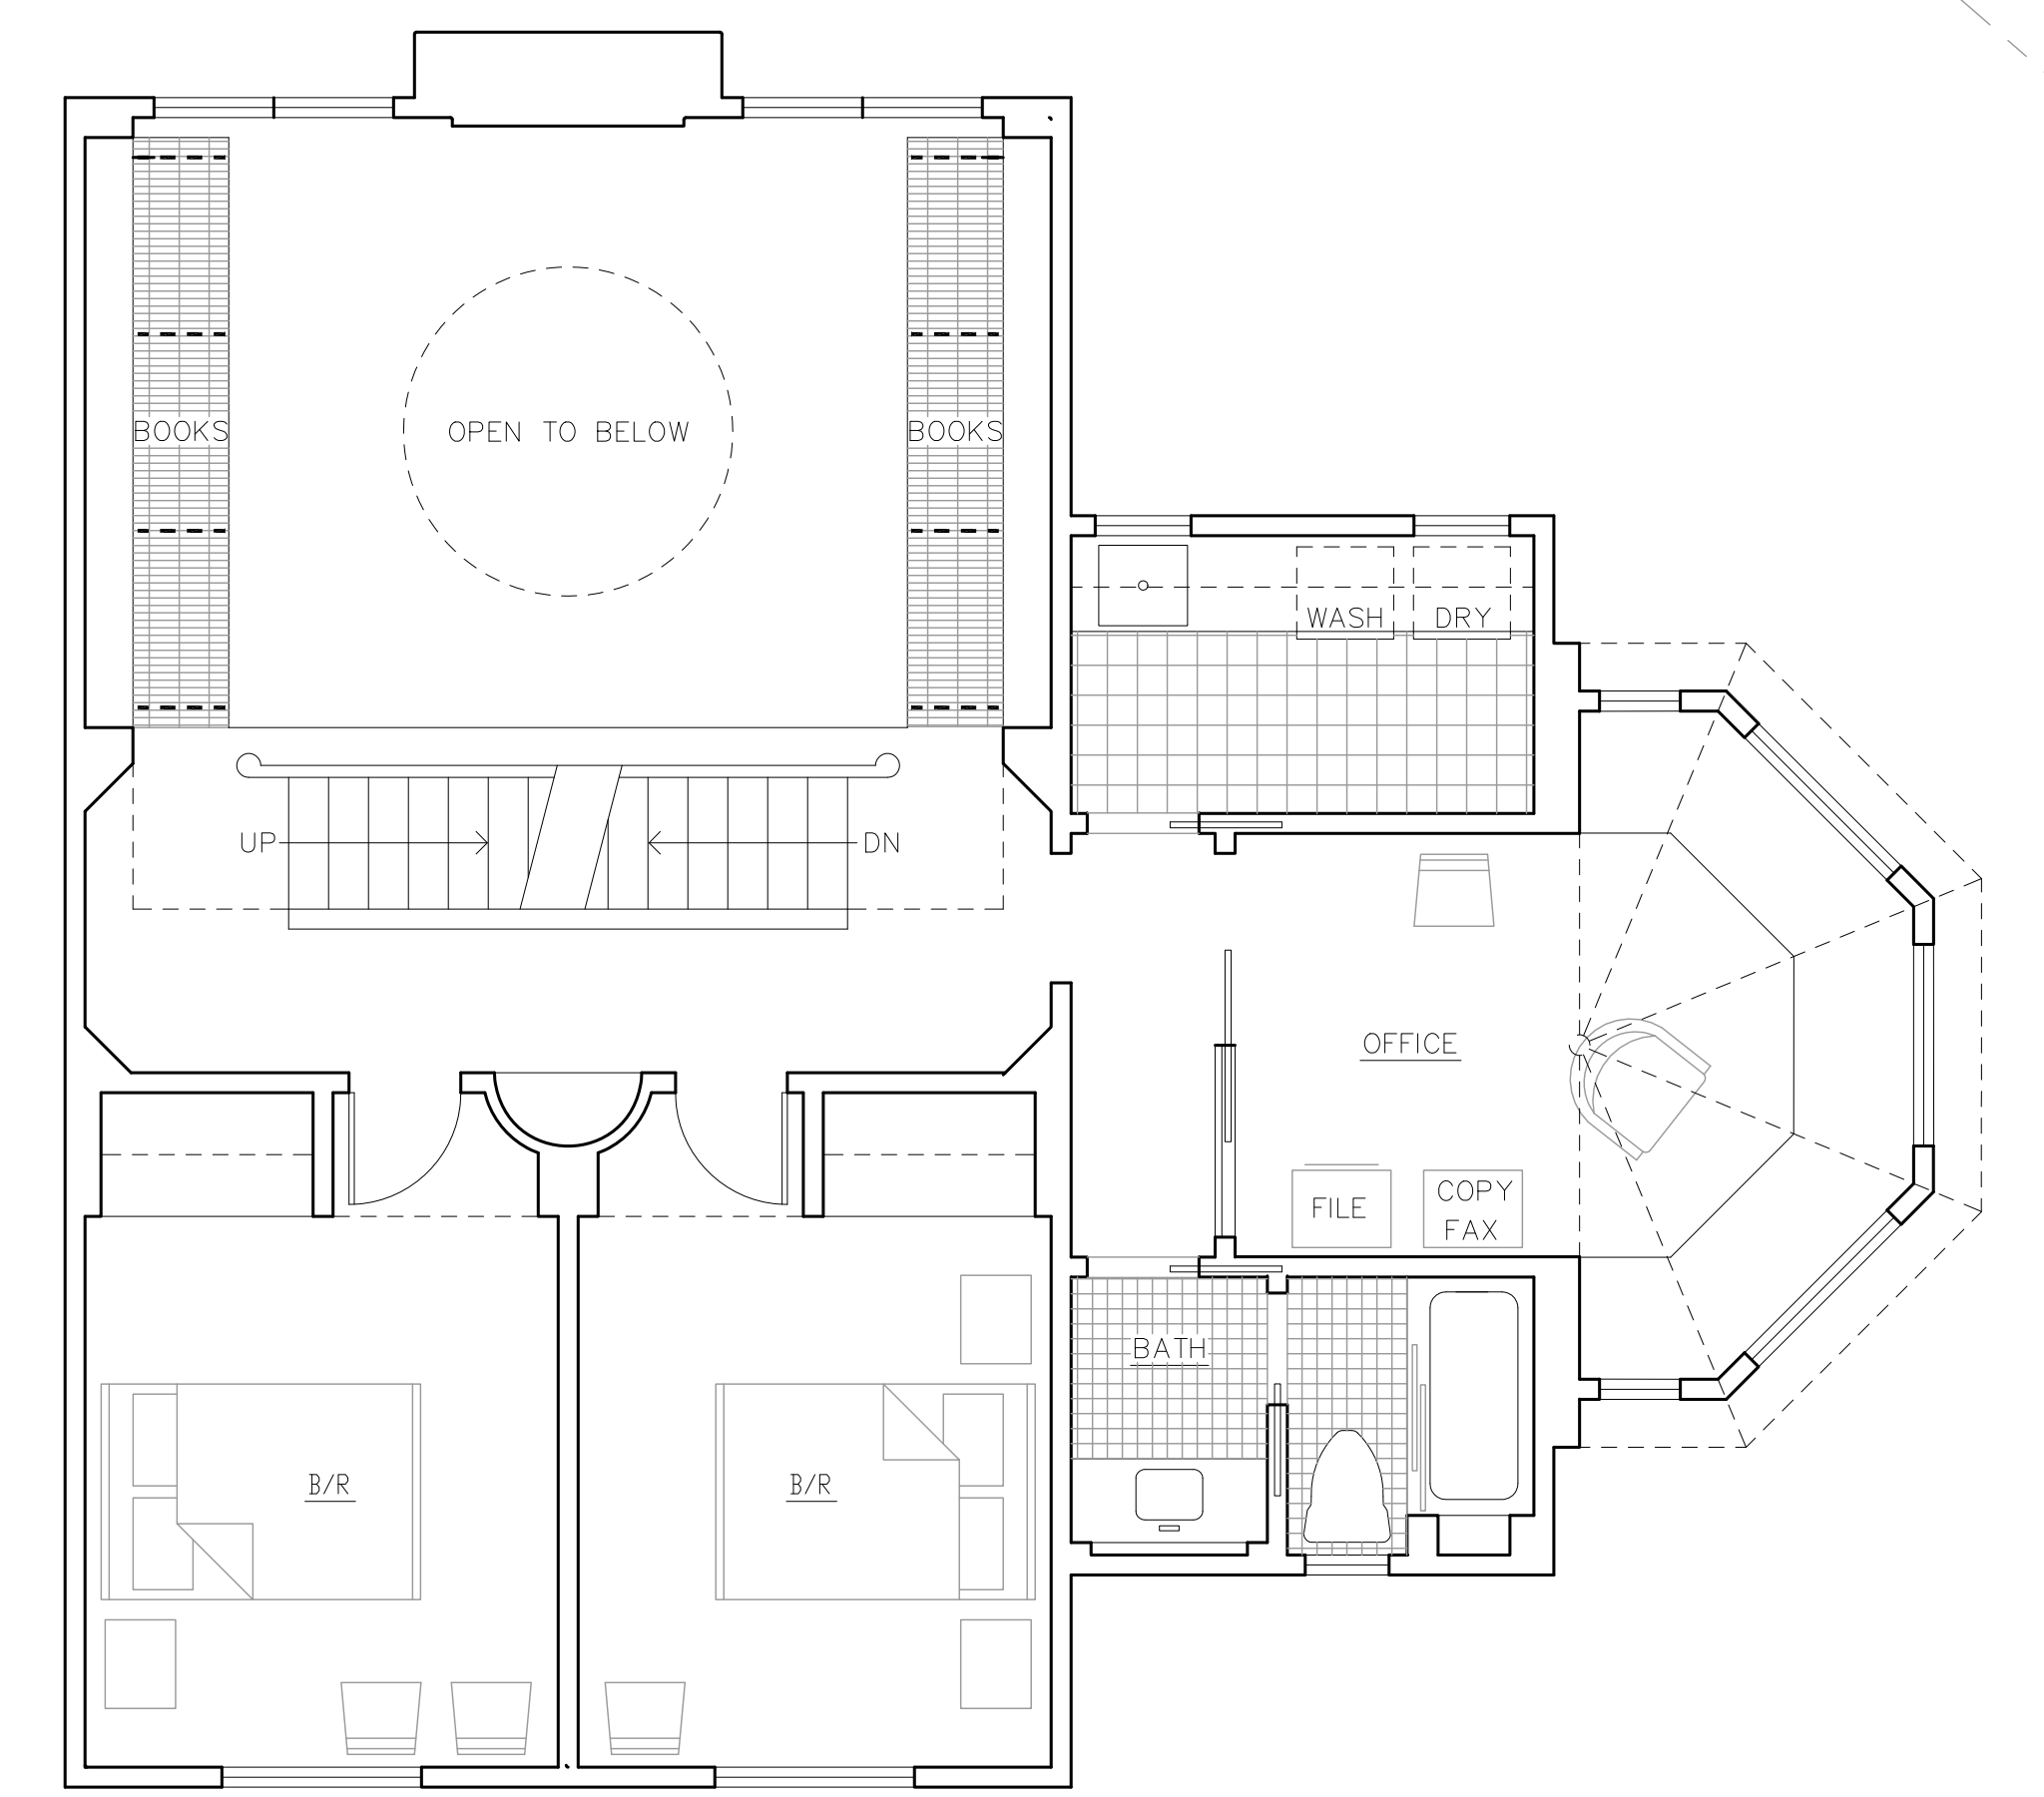 BOOKS
OPEN TO BELOW
BOOKS
WASH
DRY
UP
DN
OFFICE
FILE
COPY
FAX
BATH
B/R
B/R